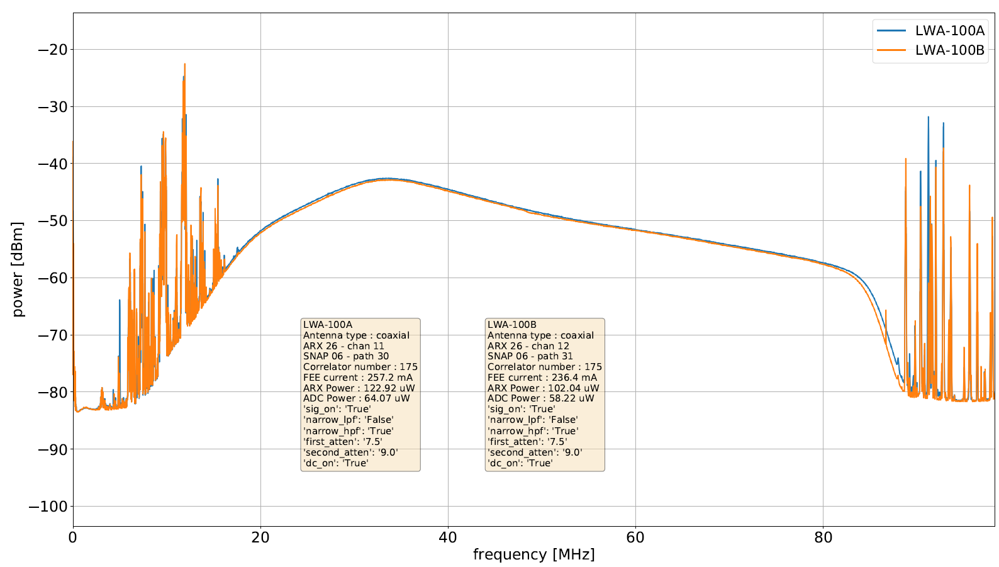 LWA-100A
LWA-100B
−20
−30
−40
−50
−60
−70
−80
−90
−100
power [dBm]
LWA-100A
Antenna type : coaxial
ARX 26 - chan 11
SNAP 06 - path 30
Correlator number : 175
FEE current : 257.2 mA
ARX Power : 122.92 uW
ADC Power : 64.07 uW
'sig_on': 'True'
'narrow_lpf': 'False'
'narrow_hpf': 'True'
'first_atten': '7.5'
'second_atten': '9.0'
'dc_on': 'True'
LWA-100B
Antenna type : coaxial
ARX 26 - chan 12
SNAP 06 - path 31
Correlator number : 175
FEE current : 236.4 mA
ARX Power : 102.04 uW
ADC Power : 58.22 uW
'sig_on': 'True'
'narrow_lpf': 'False'
'narrow_hpf': 'True'
'first_atten': '7.5'
'second_atten': '9.0'
'dc_on': 'True'
0 20 40 60 80
frequency [MHz]